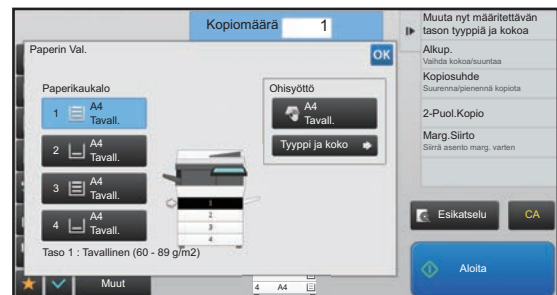 Kopiomäärä 1
Paperin Val.
OK
Paperikaukalo
1 A4
Tavall.
2 A4
Tavall.
3 A4
Tavall.
4 A4
Tavall.
1
2
3
4
Taso 1 : Tavallinen (60 - 89 g/m2)
Ohisyöttö
A4
Tavall.
Tyyppi ja koko
Muuta nyt määritettävän
tason tyyppiä ja kokoa
Alkup.
Vaihda kokoa/suuntaa
Kopiosuhde
Suurenna/pienennä kopiota
2-Puol.Kopio
Marg.Siirto
Siirrä asento marg. varten
Esikatselu
CA
Aloita
Muut
4 A4